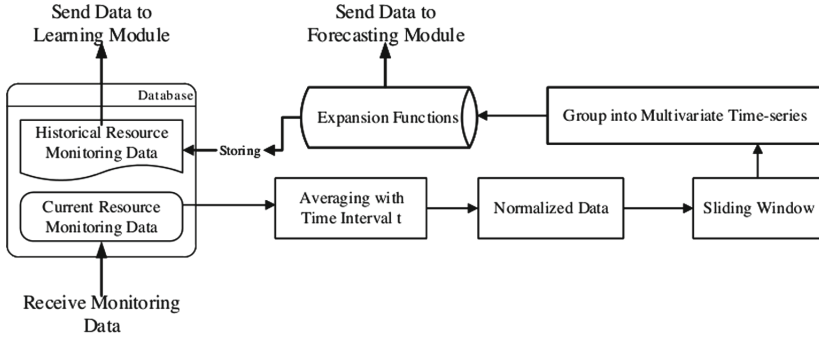 Send Data to
Learning Module
Send Data to
Forecasting Module
Database
Historical Resource
Monitoring Data
Storing
Expansion Functions
Group into Multivariate Time-series
Current Resource
Monitoring Data
Averaging with
Time Interval t
Normalized Data
Sliding Window
Receive Monitoring
Data